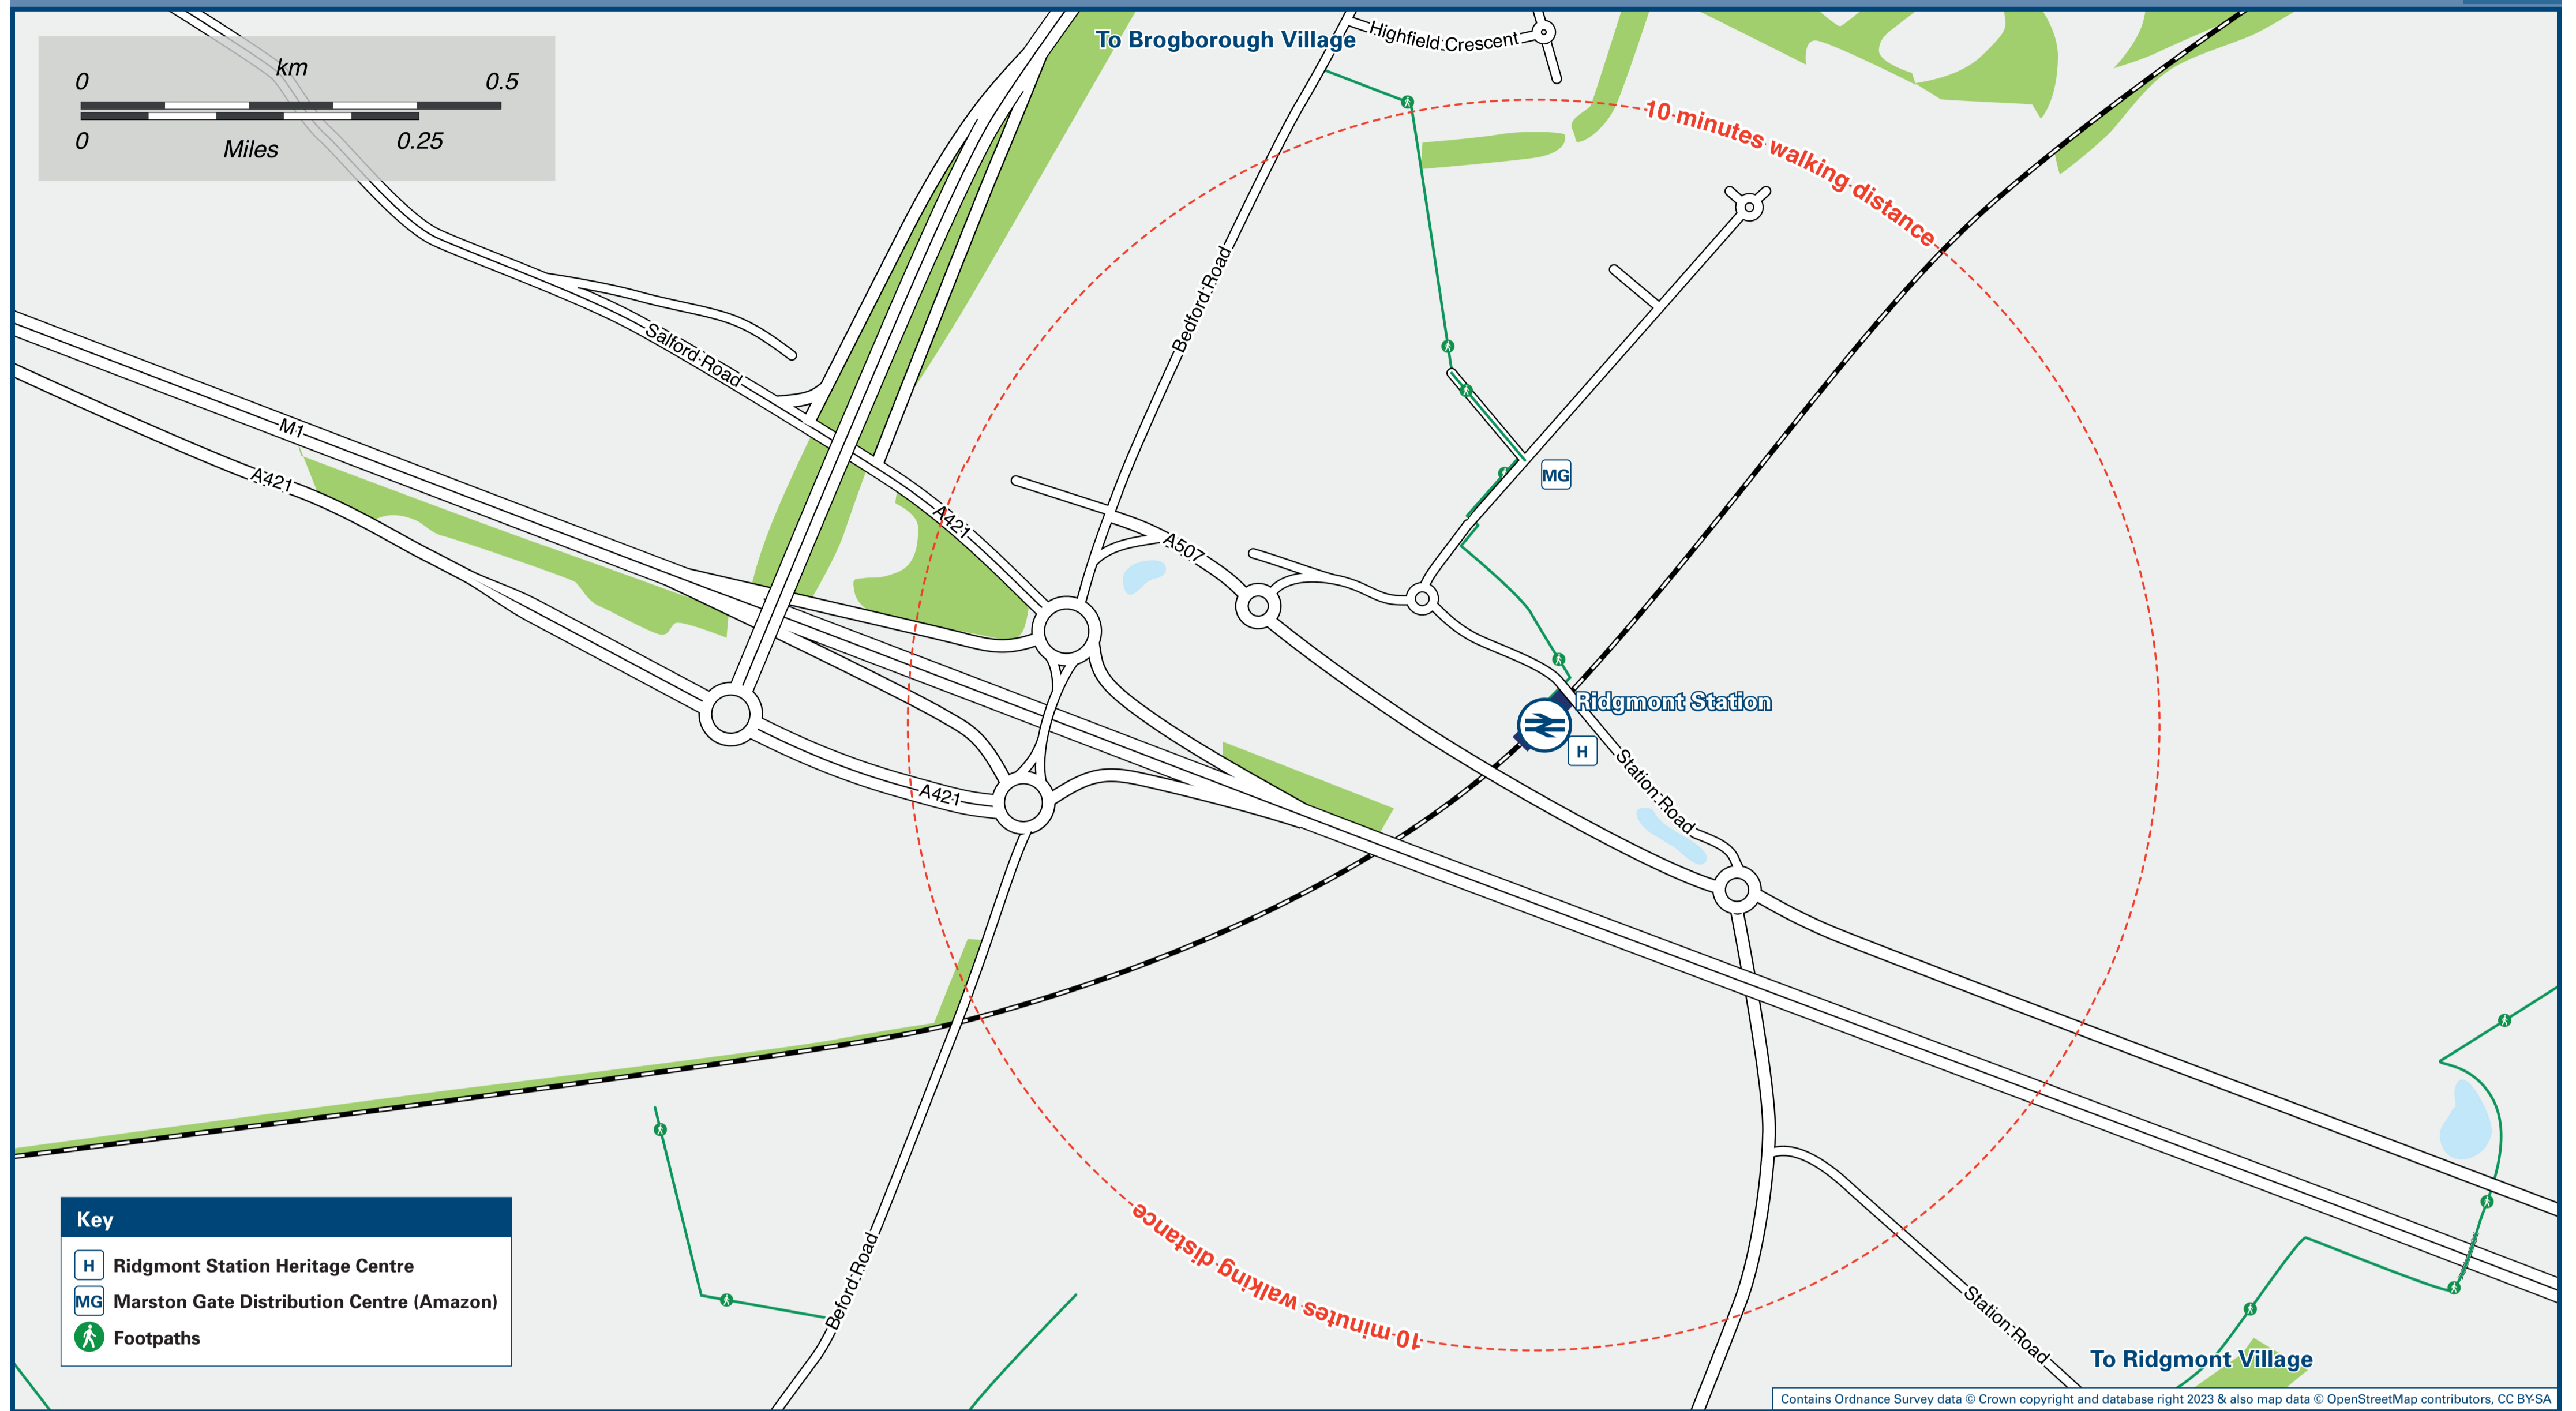 To Brogborough Village
Highfield Crescent
km
0 0.5
0 0.25
Miles
10 minutes walking distance
Bedford Road
Salford Road
M1
A421
A421
A507
MG
Ridgmont Station
H
Station Road
A421
10 minutes walking distance
Beford Road
Station Road
To Ridgmont Village
Key
H Ridgmont Station Heritage Centre
MG Marston Gate Distribution Centre (Amazon)
Footpaths
Contains Ordnance Survey data © Crown copyright and database right 2023 & also map data © OpenStreetMap contributors, CC BY-SA